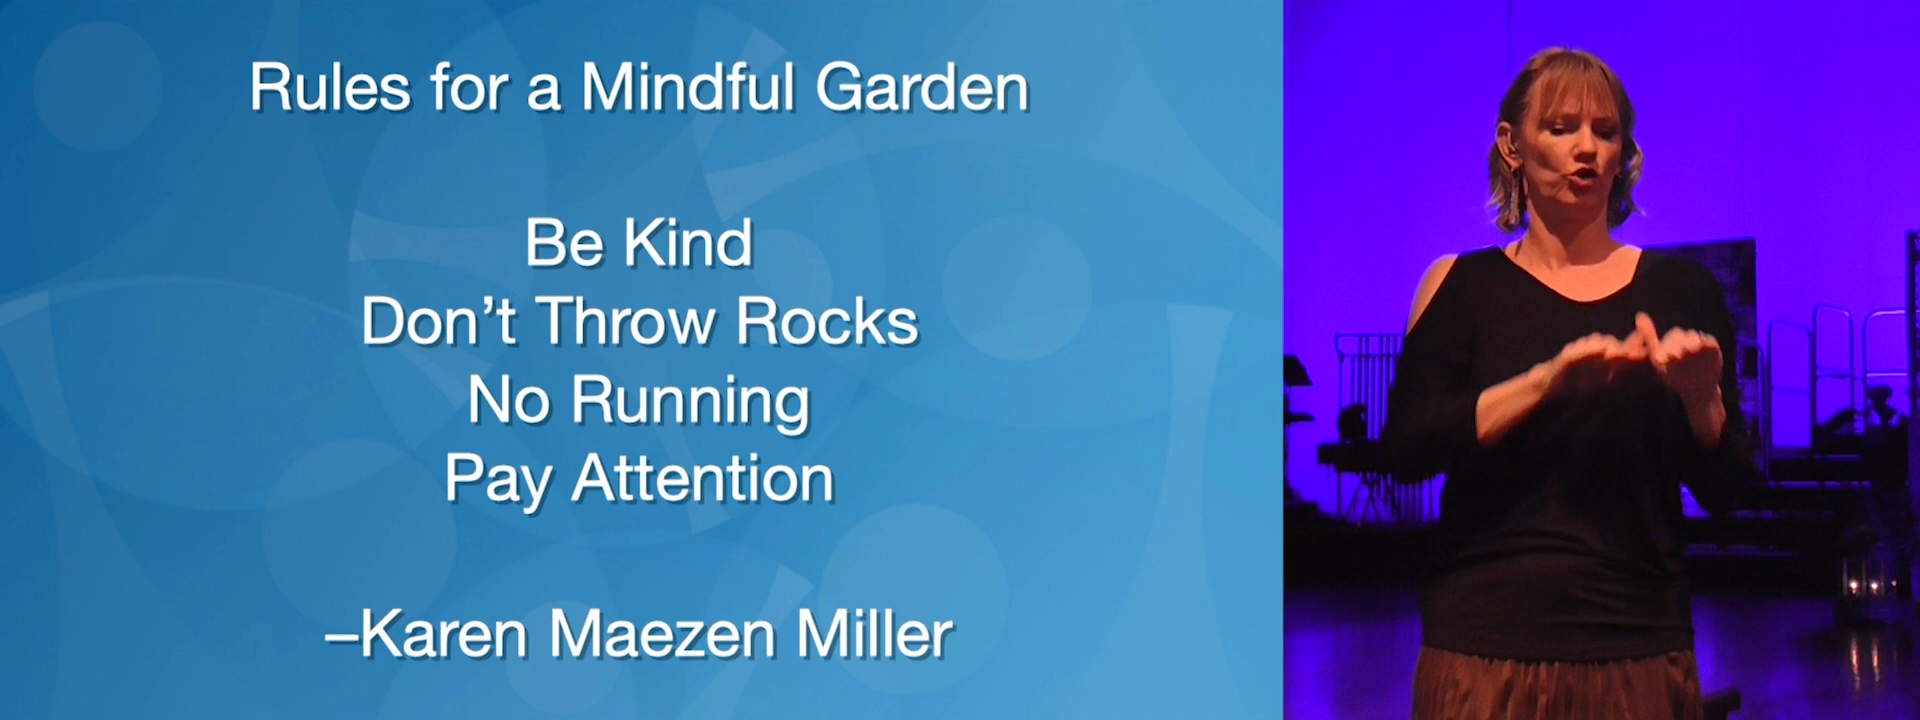 Rules for a Mindful Garden
Be Kind
Don’t Throw Rocks
No Running
Pay Attention
–Karen Maezen Miller